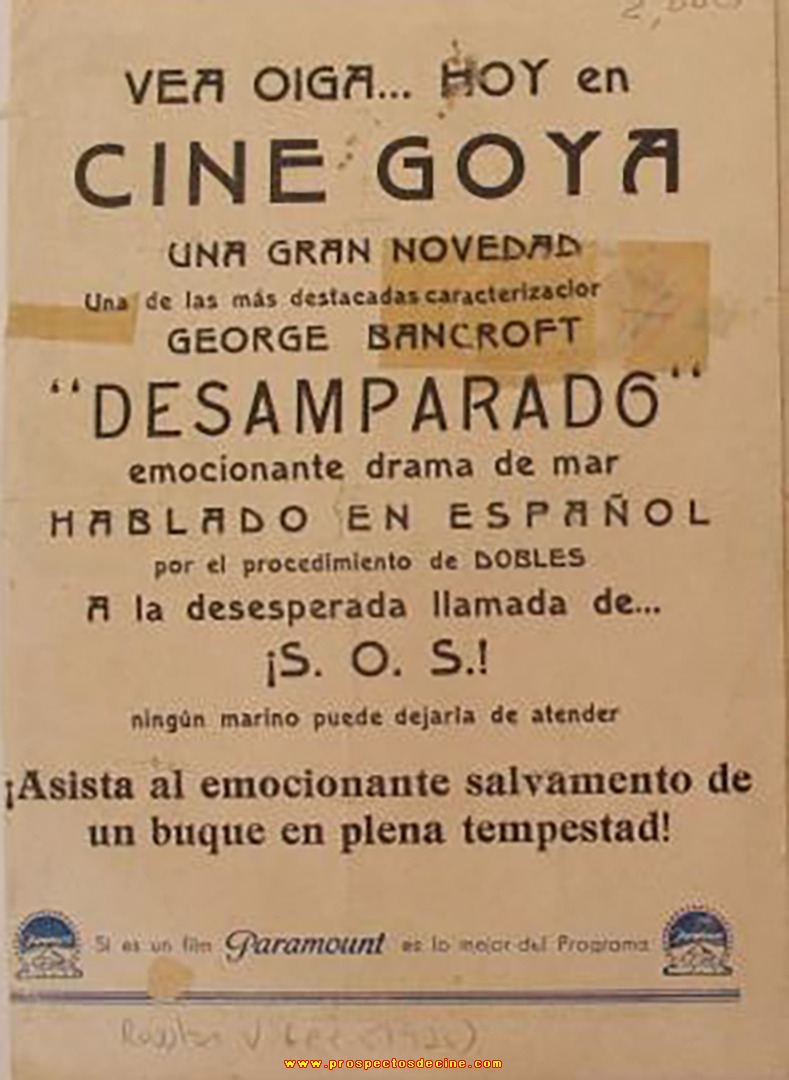 VEA OIGA... HOY en
CINE GOYA
UNA GRAN NOVEDAD
Una de las más destacadas caracterizacior
GEORGE BANCROFT
"DESAMPARADO"
emocionante drama de mar
HABLADO EN ESPAÑOL
por el procedimiento de DOBLES
A la desesperada llamada de...
¡S. O. S.!
ningún marino puede dejarla de atender
¡Asista al emocionante salvamento de
un buque en plena tempestad!
Si es un film Paramount es lo mejor del Programa
www.prospectosdecine.com